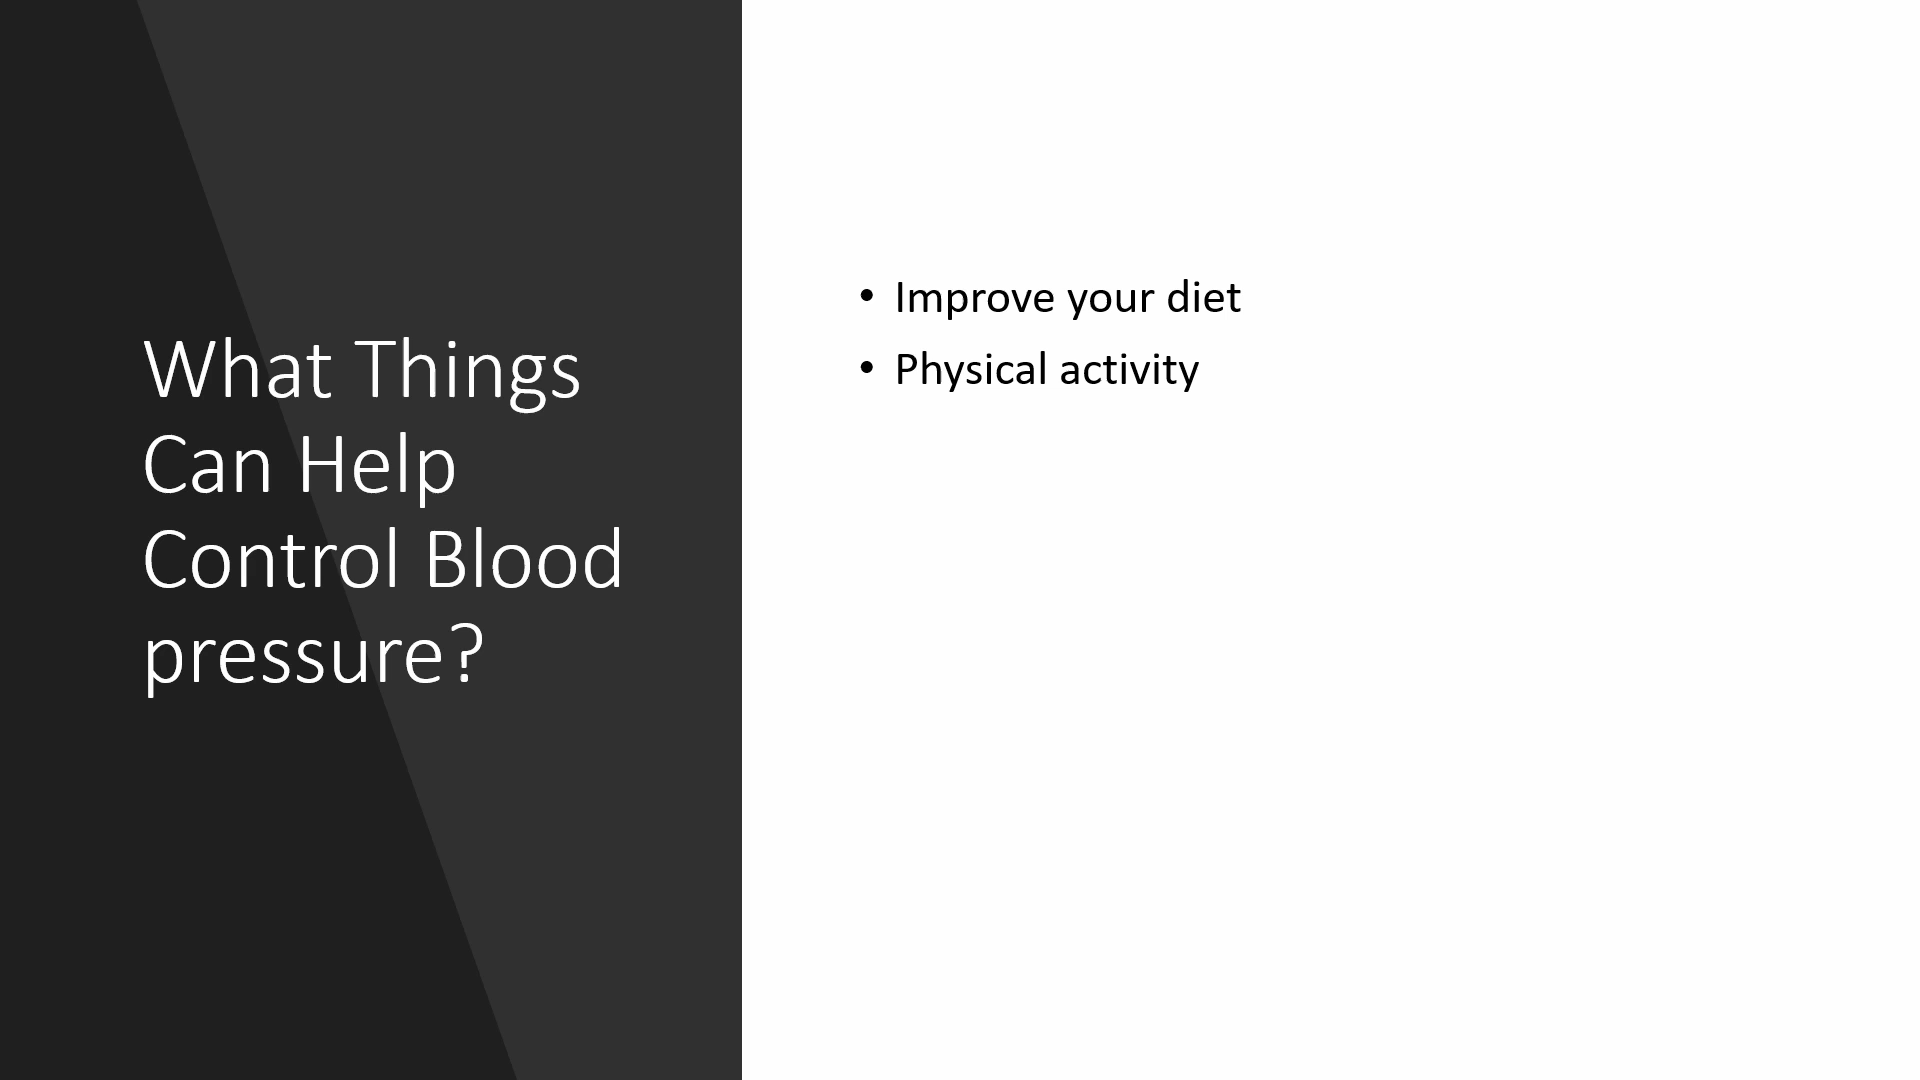 What Things
Can Help
Control Blood
pressure?
• Improve your diet
• Physical activity